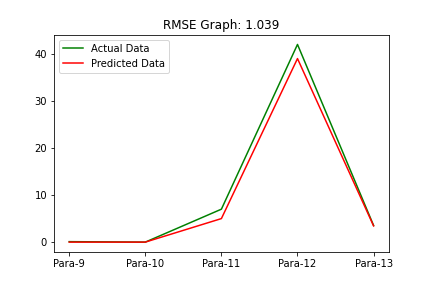 RMSE Graph: 1.039
Actual Data
Predicted Data
40
30
20
10
0
Para-9 Para-10 Para-11 Para-12 Para-13